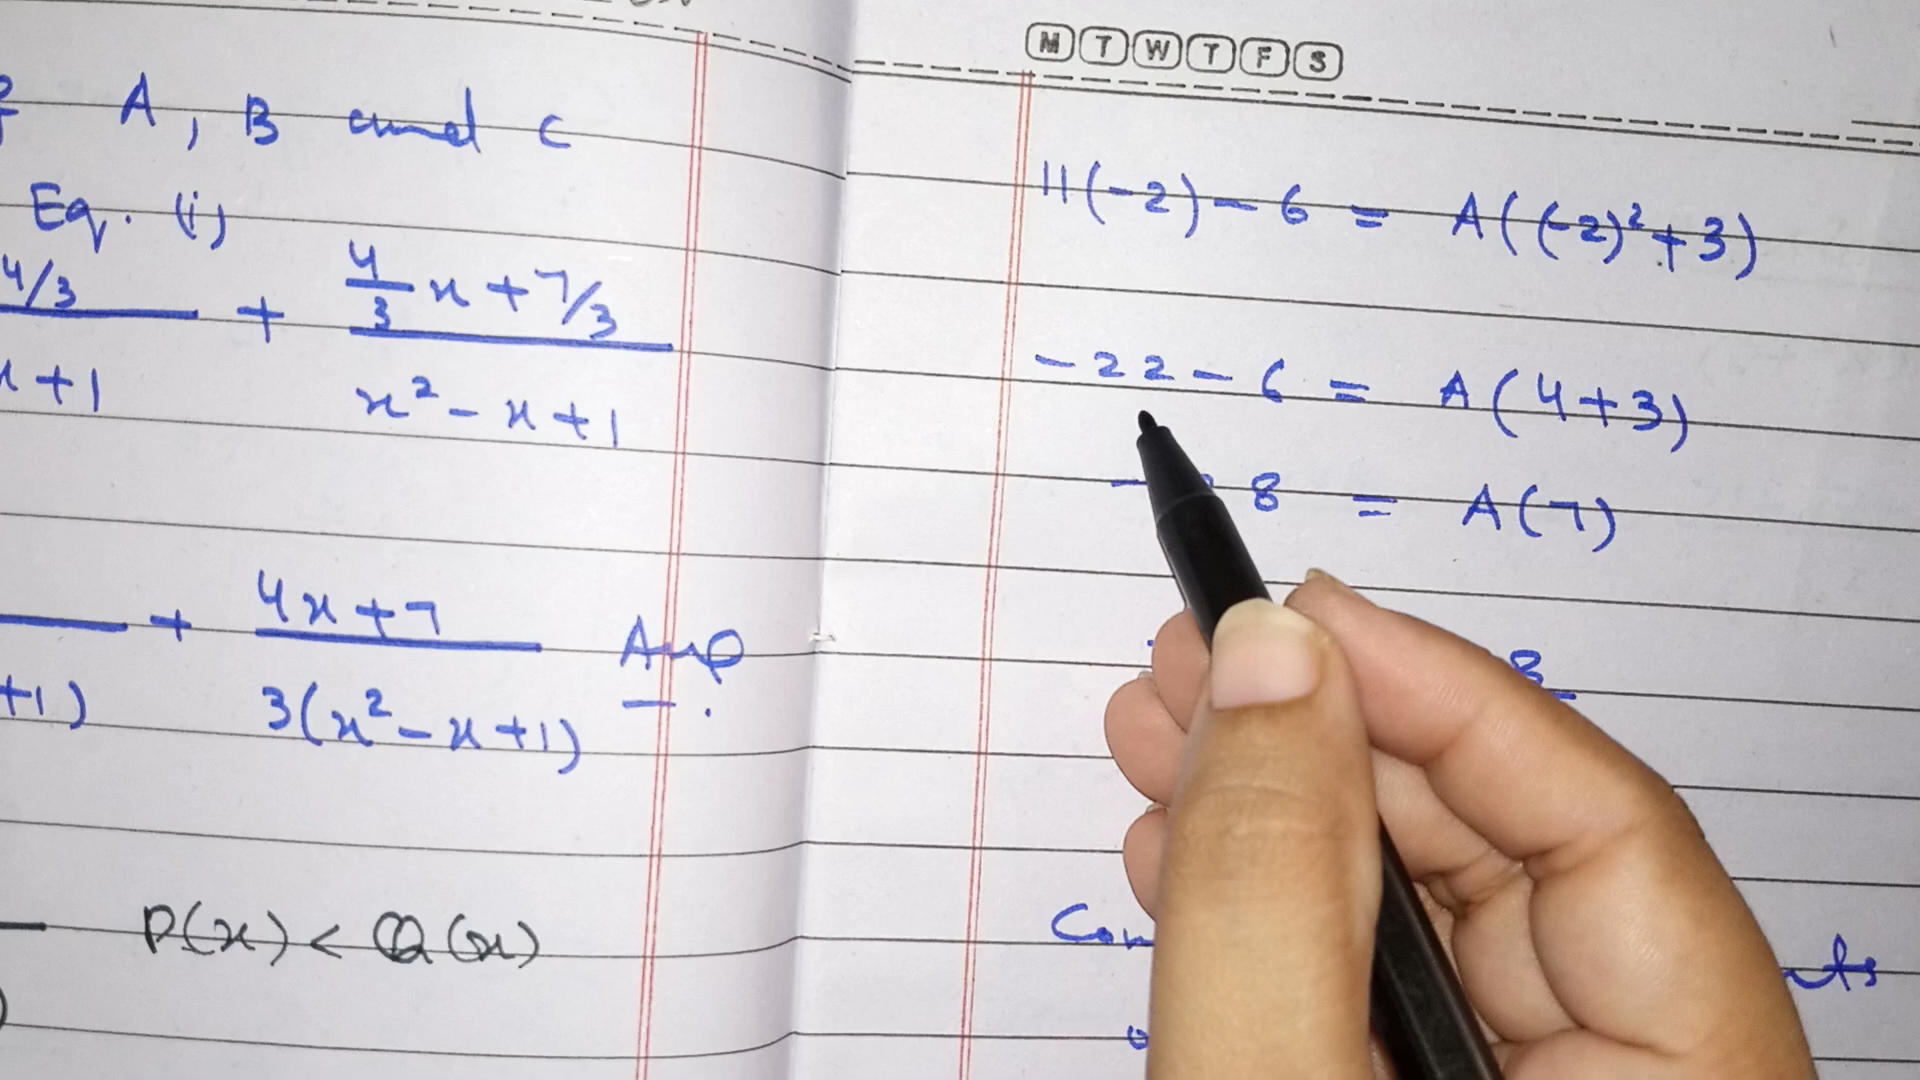 A, B and C
Eq. (i)
4/3 + 4/3 x + 7/3
x+1 x² - x + 1
+ 4x+7 Ans.
+1) 3(x² - x + 1)
P(x) < Q(x)
M T W T F S
11(-2) - 6 = A((-2)² + 3)
-22 - 6 = A(4+3)
- 8 = A(7)
8